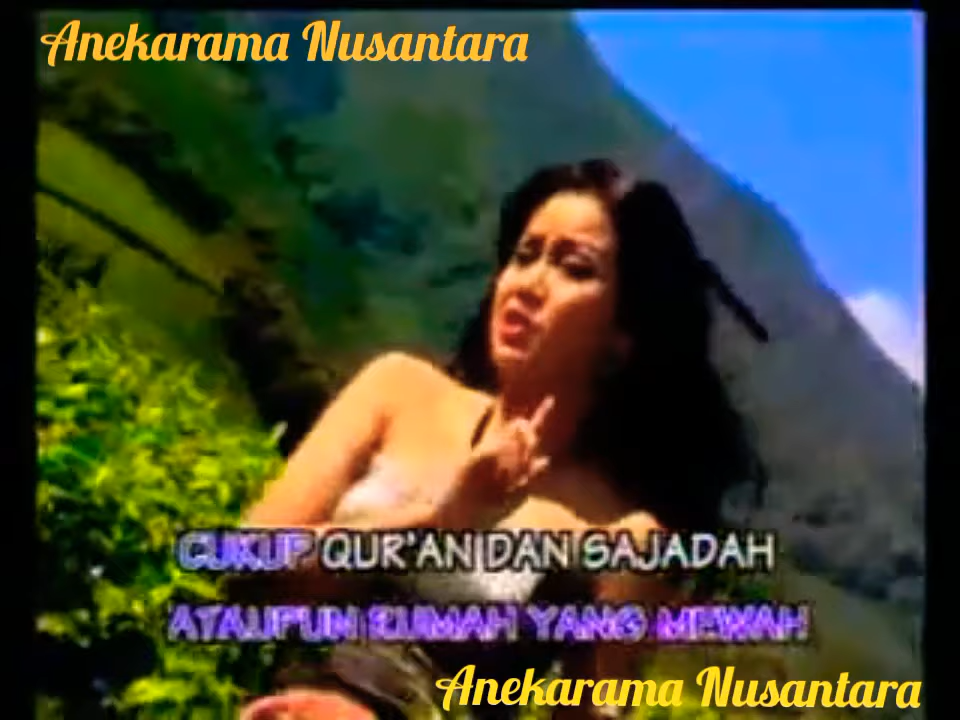 Anekarama Nusantara
CUKUP QUR'AN DAN SAJADAH
ATAUPUN RUMAH YANG MEWAH
Anekarama Nusantara